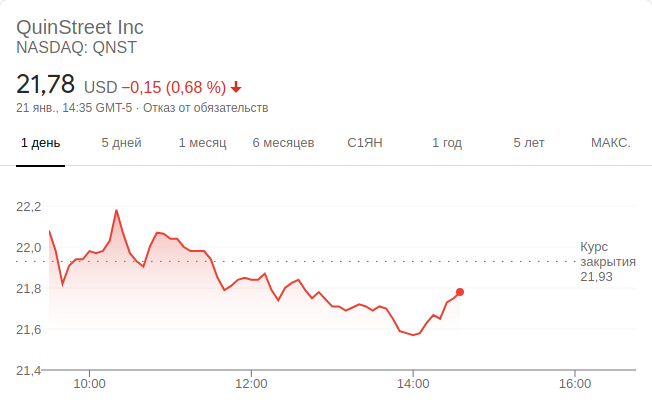 QuinStreet Inc
NASDAQ: QNST
21,78 USD −0,15 (0,68 %)
21 янв., 14:35 GMT-5 · Отказ от обязательств
1 день 5 дней 1 месяц 6 месяцев С1ЯН 1 год 5 лет МАКС.
22,2
22,0
21,8
21,6
21,4
Курс
закрытия
21,93
10:00 12:00 14:00 16:00